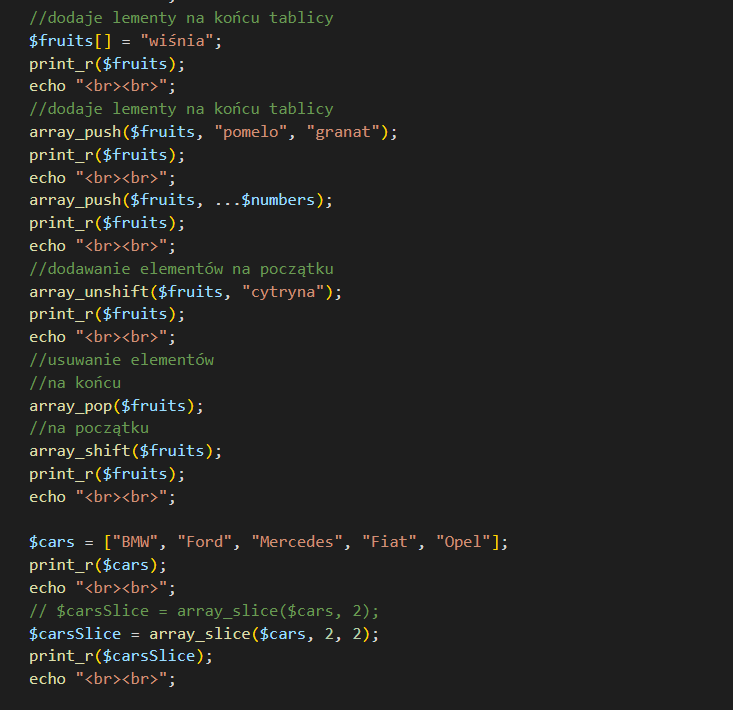 //dodaje lementy na końcu tablicy
$fruits[] = "wiśnia";
print_r($fruits);
echo "<br><br>";
//dodaje lementy na końcu tablicy
array_push($fruits, "pomelo", "granat");
print_r($fruits);
echo "<br><br>";
array_push($fruits, ...$numbers);
print_r($fruits);
echo "<br><br>";
//dodawanie elementów na początku
array_unshift($fruits, "cytryna");
print_r($fruits);
echo "<br><br>";
//usuwanie elementów
//na końcu
array_pop($fruits);
//na początku
array_shift($fruits);
print_r($fruits);
echo "<br><br>";
$cars = ["BMW", "Ford", "Mercedes", "Fiat", "Opel"];
print_r($cars);
echo "<br><br>";
// $carsSlice = array_slice($cars, 2);
$carsSlice = array_slice($cars, 2, 2);
print_r($carsSlice);
echo "<br><br>";